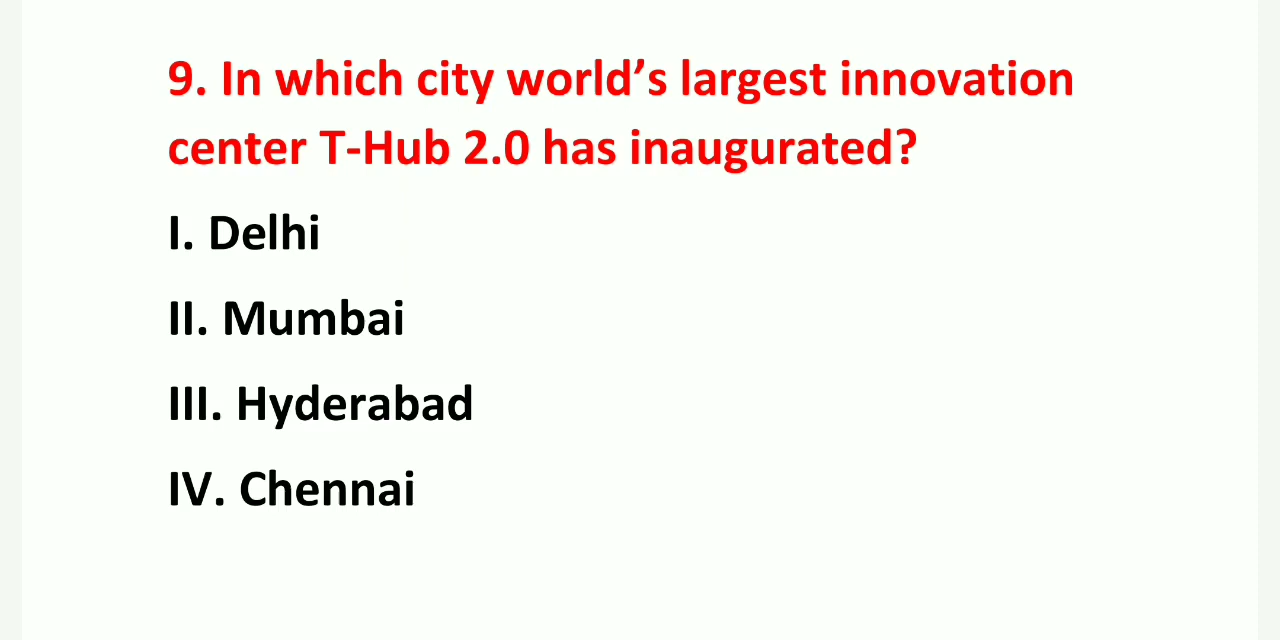 9. In which city world’s largest innovation
center T-Hub 2.0 has inaugurated?
I. Delhi
II. Mumbai
III. Hyderabad
IV. Chennai